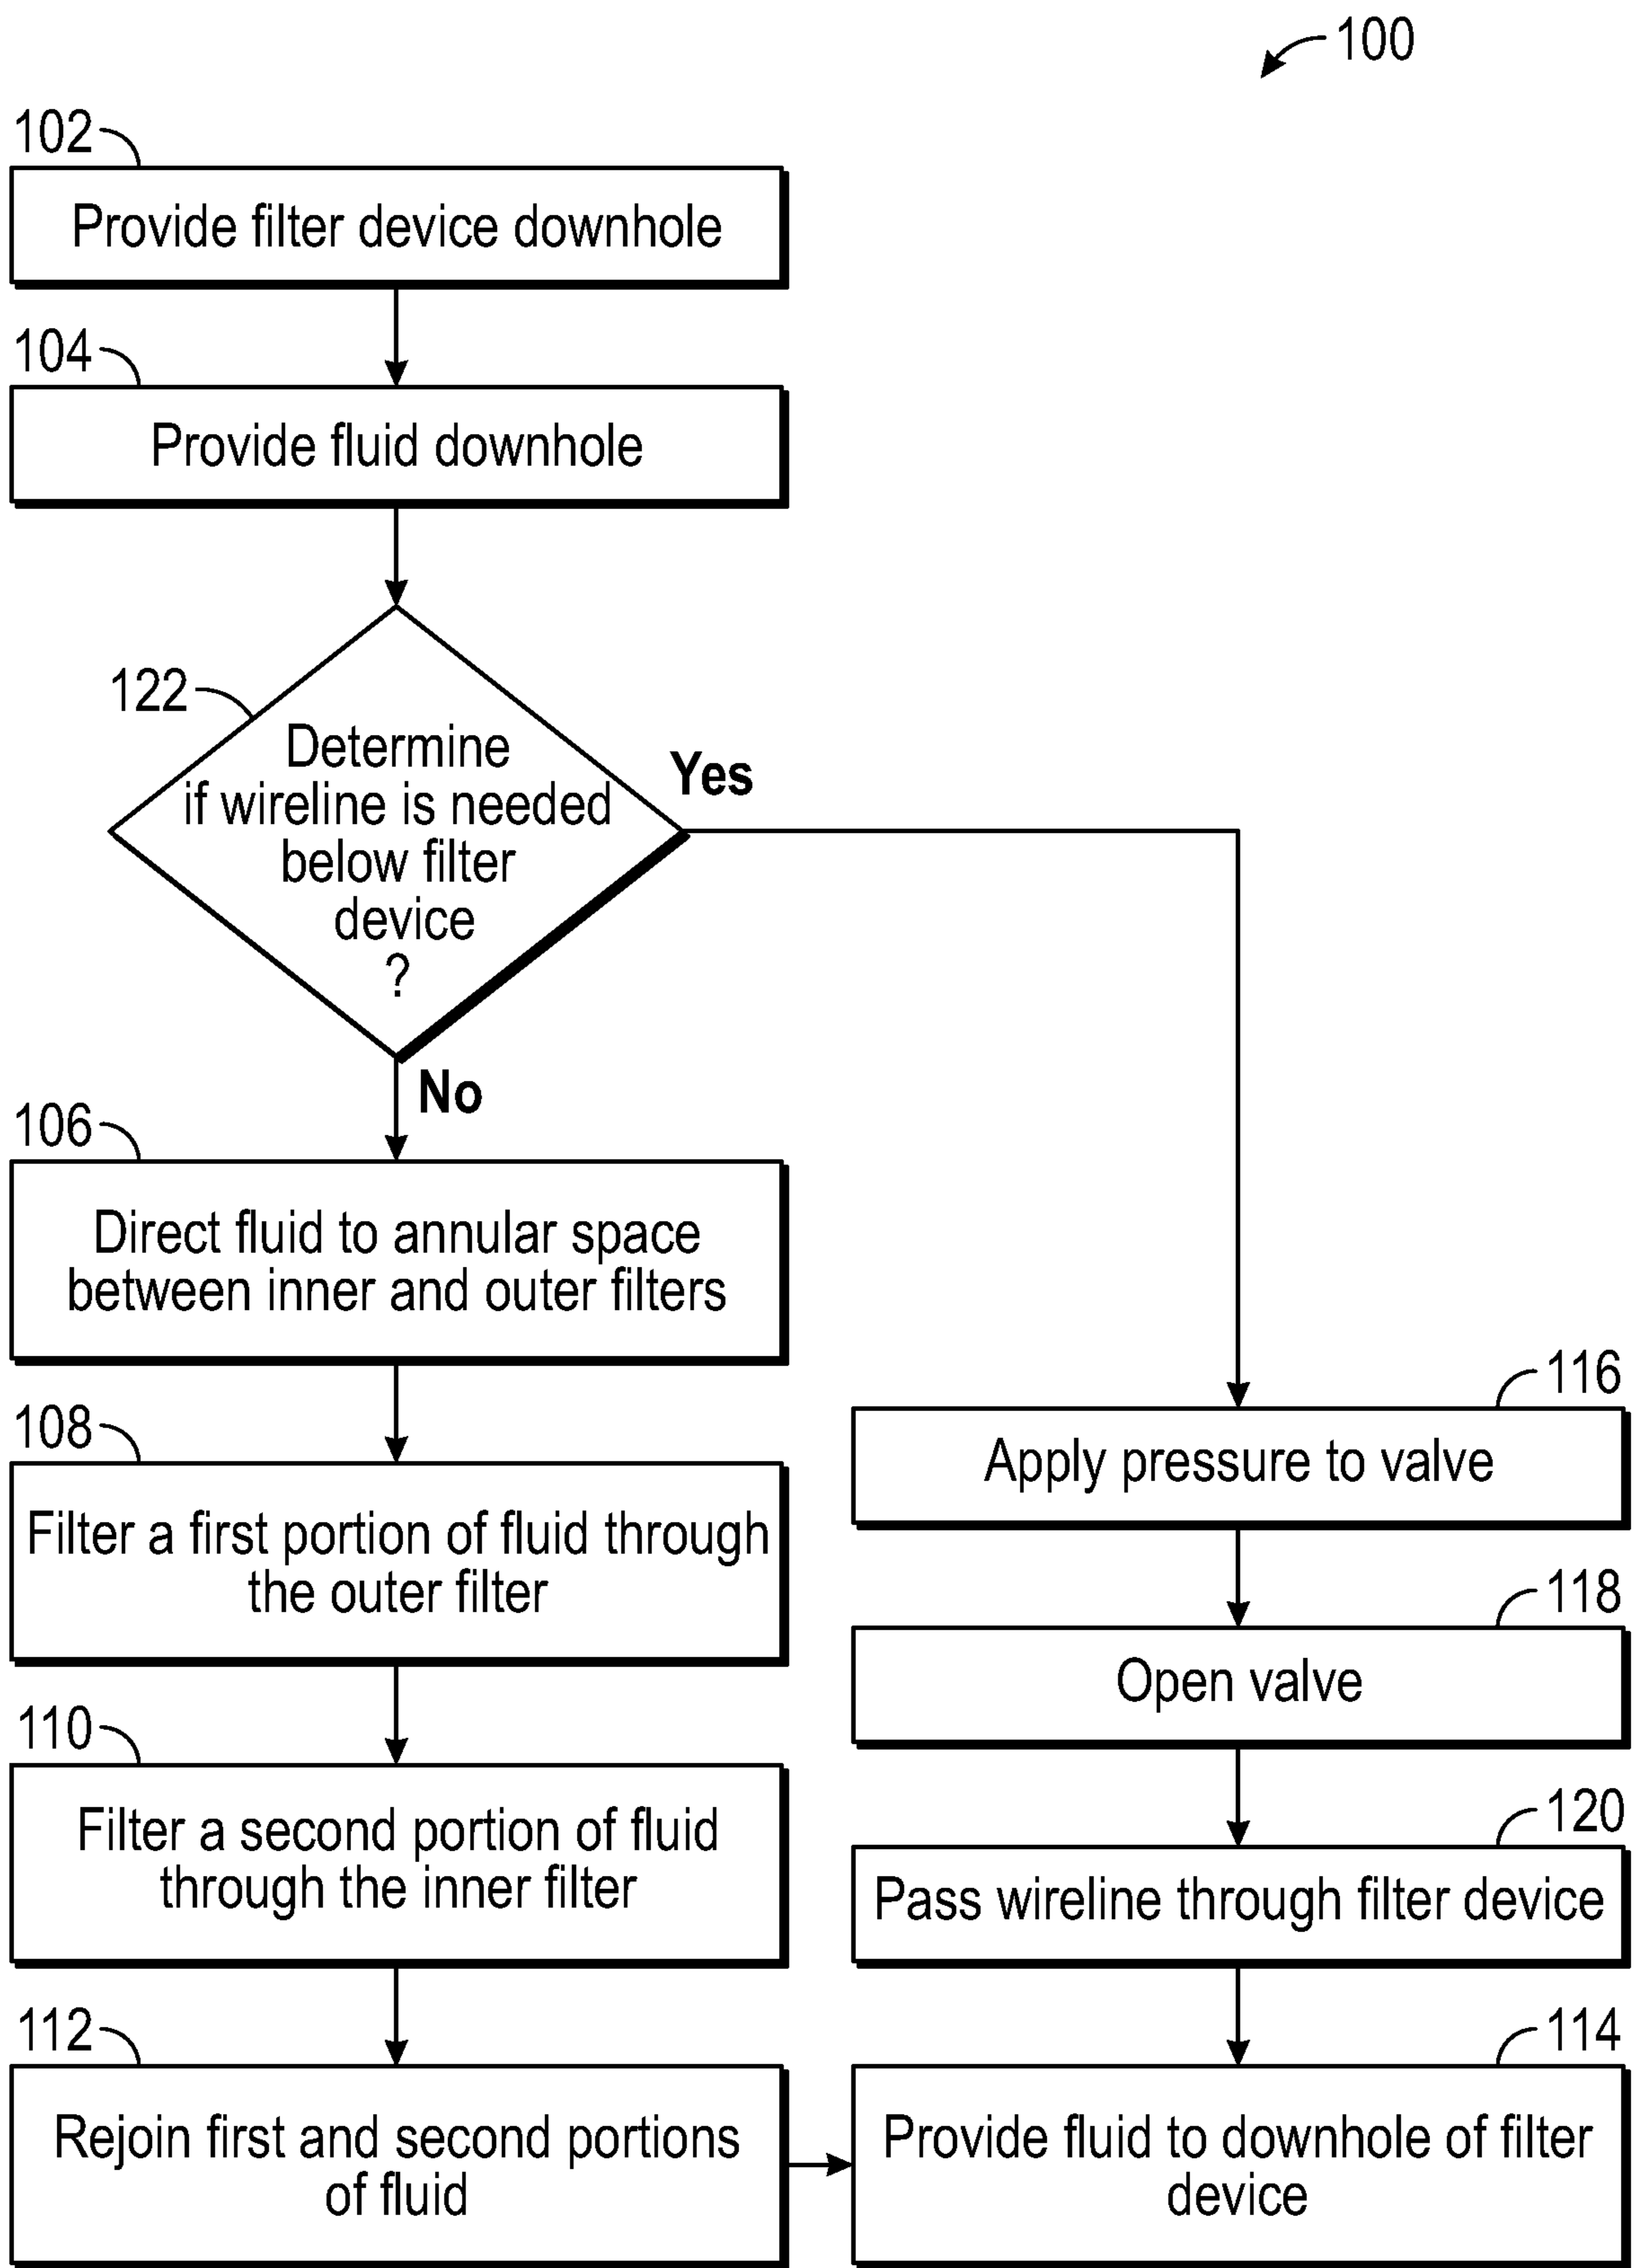 100
102
Provide filter device downhole
104
Provide fluid downhole
122
Determine
if wireline is needed
below filter
device
?
Yes
No
106
Direct fluid to annular space
between inner and outer filters
108
Filter a first portion of fluid through
the outer filter
110
Filter a second portion of fluid
through the inner filter
112
Rejoin first and second portions
of fluid
116
Apply pressure to valve
118
Open valve
120
Pass wireline through filter device
114
Provide fluid to downhole of filter
device